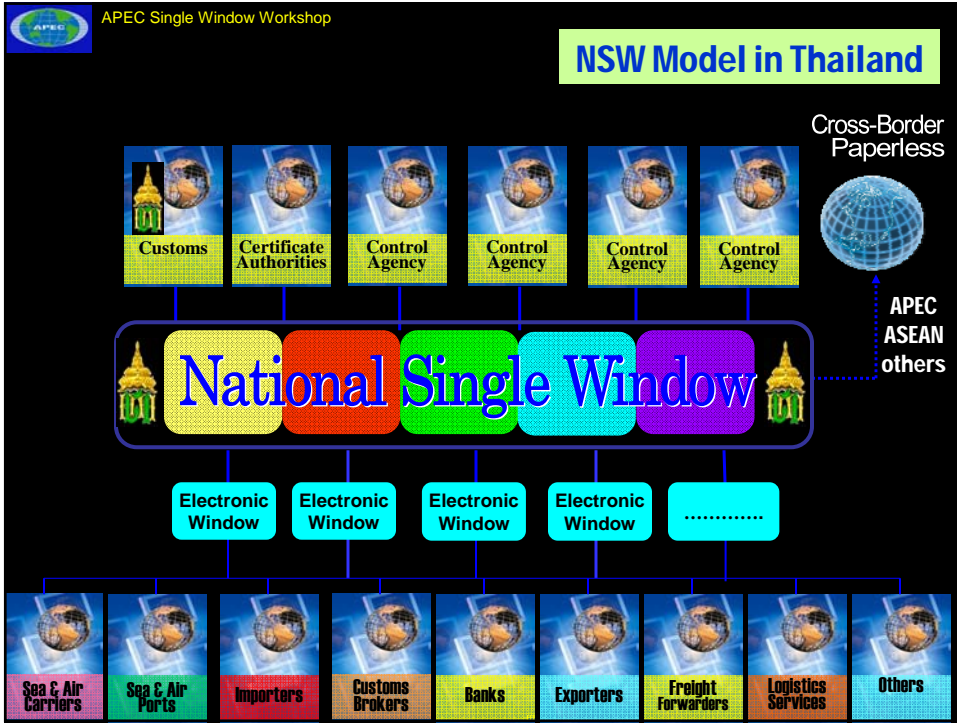 APEC
APEC Single Window Workshop
NSW Model in Thailand
Cross-Border
Paperless
Customs
Certificate
Authorities
Control
Agency
Control
Agency
Control
Agency
Control
Agency
APEC
ASEAN
others
National Single Window
Electronic
Window
Electronic
Window
Electronic
Window
Electronic
Window
.............
Sea & Air
Carriers
Sea & Air
Ports
Importers
Customs
Brokers
Banks
Exporters
Freight
Forwarders
Logistics
Services
Others